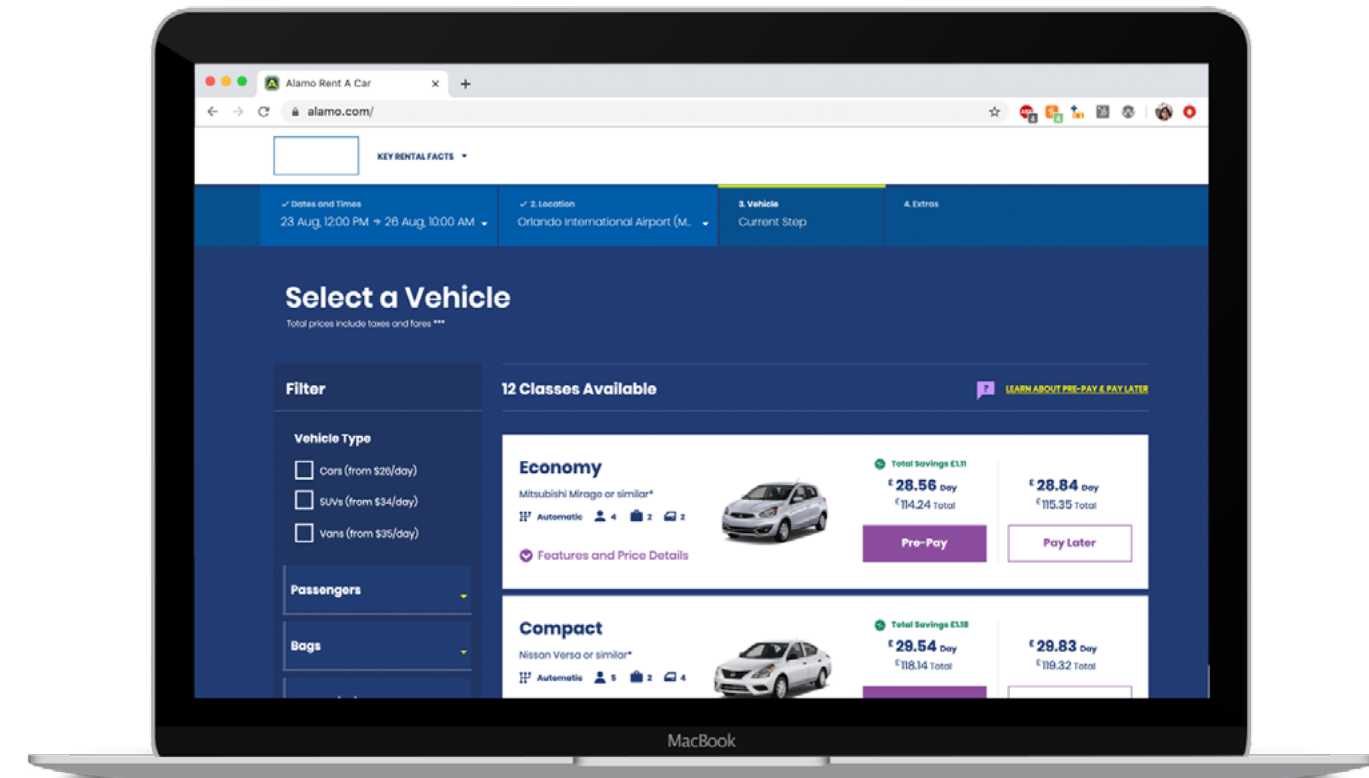 Alamo Rent A Car
alamo.com/
KEY RENTAL FACTS
Dates and Times
23 Aug, 12:00 PM → 26 Aug, 10:00 AM
2. Location
Orlando International Airport (M...
3. Vehicle
Current Step
4. Extras
Select a Vehicle
Total prices include taxes and fares ***
Filter
Vehicle Type
Cars (from $26/day)
SUVs (from $34/day)
Vans (from $35/day)
Passengers
Bags
12 Classes Available
? LEARN ABOUT PRE-PAY & PAY LATER
Economy
Mitsubishi Mirage or similar*
Automatic 4 2 2
Features and Price Details
Total Savings £1.11
£ 28.56 Day
£114.24 Total
Pre-Pay
£ 28.84 Day
£115.35 Total
Pay Later
Compact
Nissan Versa or similar*
Automatic 5 2 4
Total Savings £1.18
£ 29.54 Day
£118.14 Total
£ 29.83 Day
£119.32 Total
MacBook